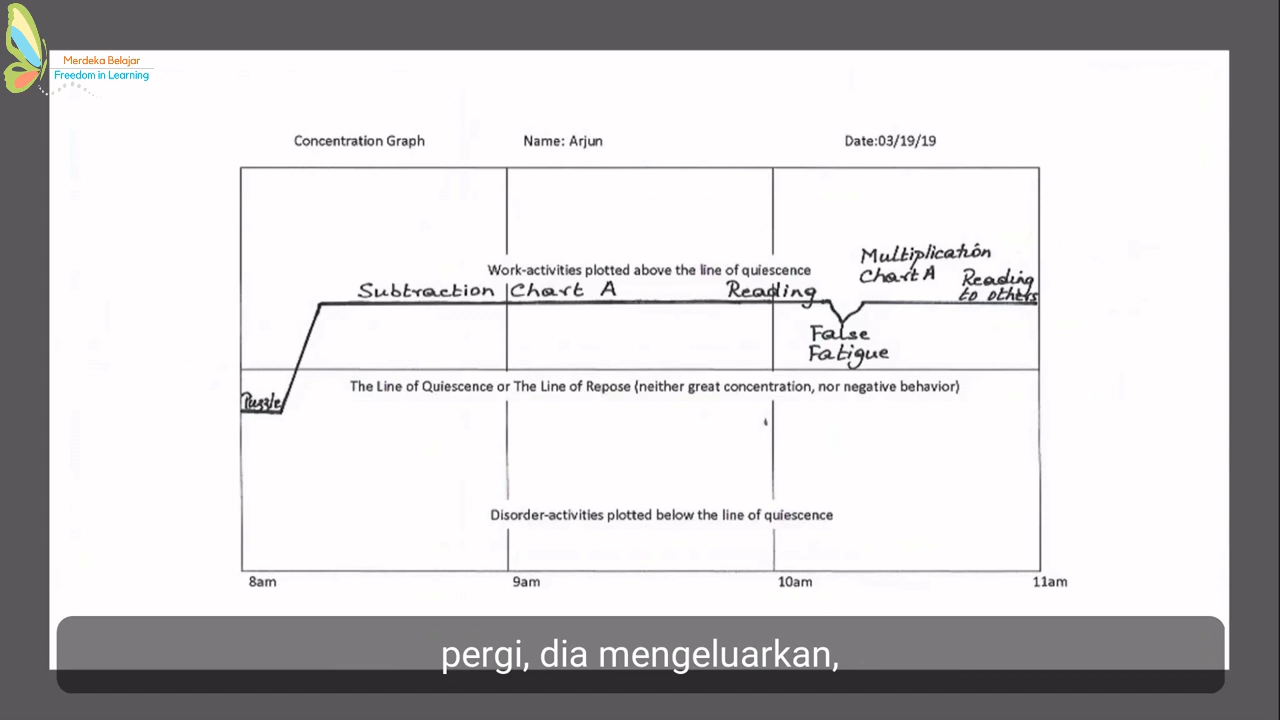 Merdeka Belajar
Freedom in Learning
Concentration Graph Name: Arjun Date:03/19/19
Work-activities plotted above the line of quiescence
Subtraction Chart A Reading
Multiplication
Chart A
Reading
to others
False
Fatigue
Puzzle
The Line of Quiescence or The Line of Repose (neither great concentration, nor negative behavior)
Disorder-activities plotted below the line of quiescence
8am 9am 10am 11am
pergi, dia mengeluarkan,